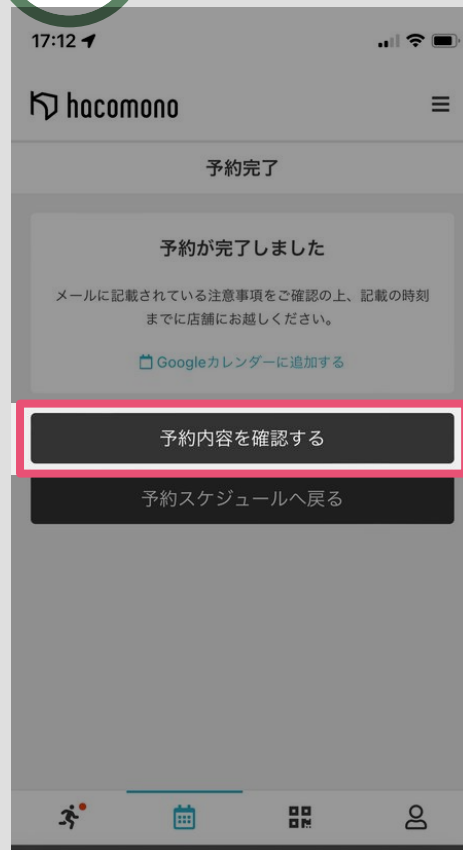 17:12
hacomono
予約完了
予約が完了しました
メールに記載されている注意事項をご確認の上、記載の時刻
までに店舗にお越しください。
Googleカレンダーに追加する
予約内容を確認する
予約スケジュールへ戻る